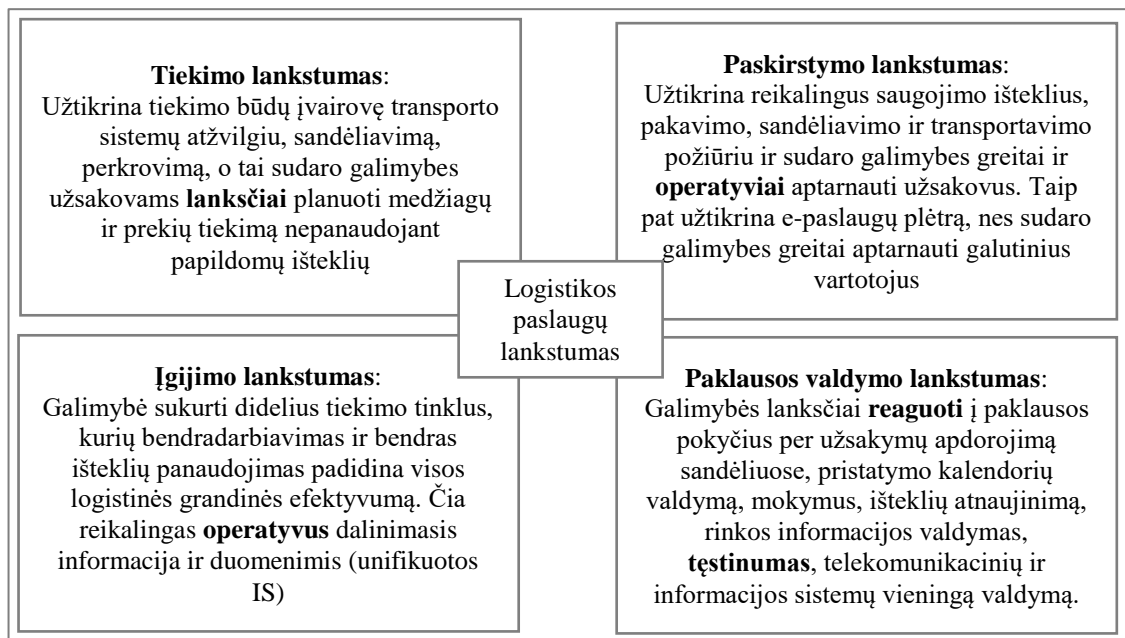 Tiekimo lankstumas:
Užtikrina tiekimo būdų įvairovę transporto
sistemų atžvilgiu, sandėliavimą,
perkrovimą, o tai sudaro galimybes
užsakovams lanksčiai planuoti medžiagų
ir prekių tiekimą nepanaudojant
papildomų išteklių
Paskirstymo lankstumas:
Užtikrina reikalingus saugojimo išteklius,
pakavimo, sandėliavimo ir transportavimo
požiūriu ir sudaro galimybes greitai ir
operatyviai aptarnauti užsakovus. Taip
pat užtikrina e-paslaugų plėtrą, nes sudaro
galimybes greitai aptarnauti galutinius
vartotojus
Logistikos
paslaugų
lankstumas
Įgijimo lankstumas:
Galimybė sukurti didelius tiekimo tinklus,
kurių bendradarbiavimas ir bendras
išteklių panaudojimas padidina visos
logistinės grandinės efektyvumą. Čia
reikalingas operatyvus dalinimasis
informacija ir duomenimis (unifikuotos
IS)
Paklausos valdymo lankstumas:
Galimybės lanksčiai reaguoti į paklausos
pokyčius per užsakymų apdorojimą
sandėliuose, pristatymo kalendorių
valdymą, mokymus, išteklių atnaujinimą,
rinkos informacijos valdymas,
tęstinumas, telekomunikacinių ir
informacijos sistemų vieningą valdymą.